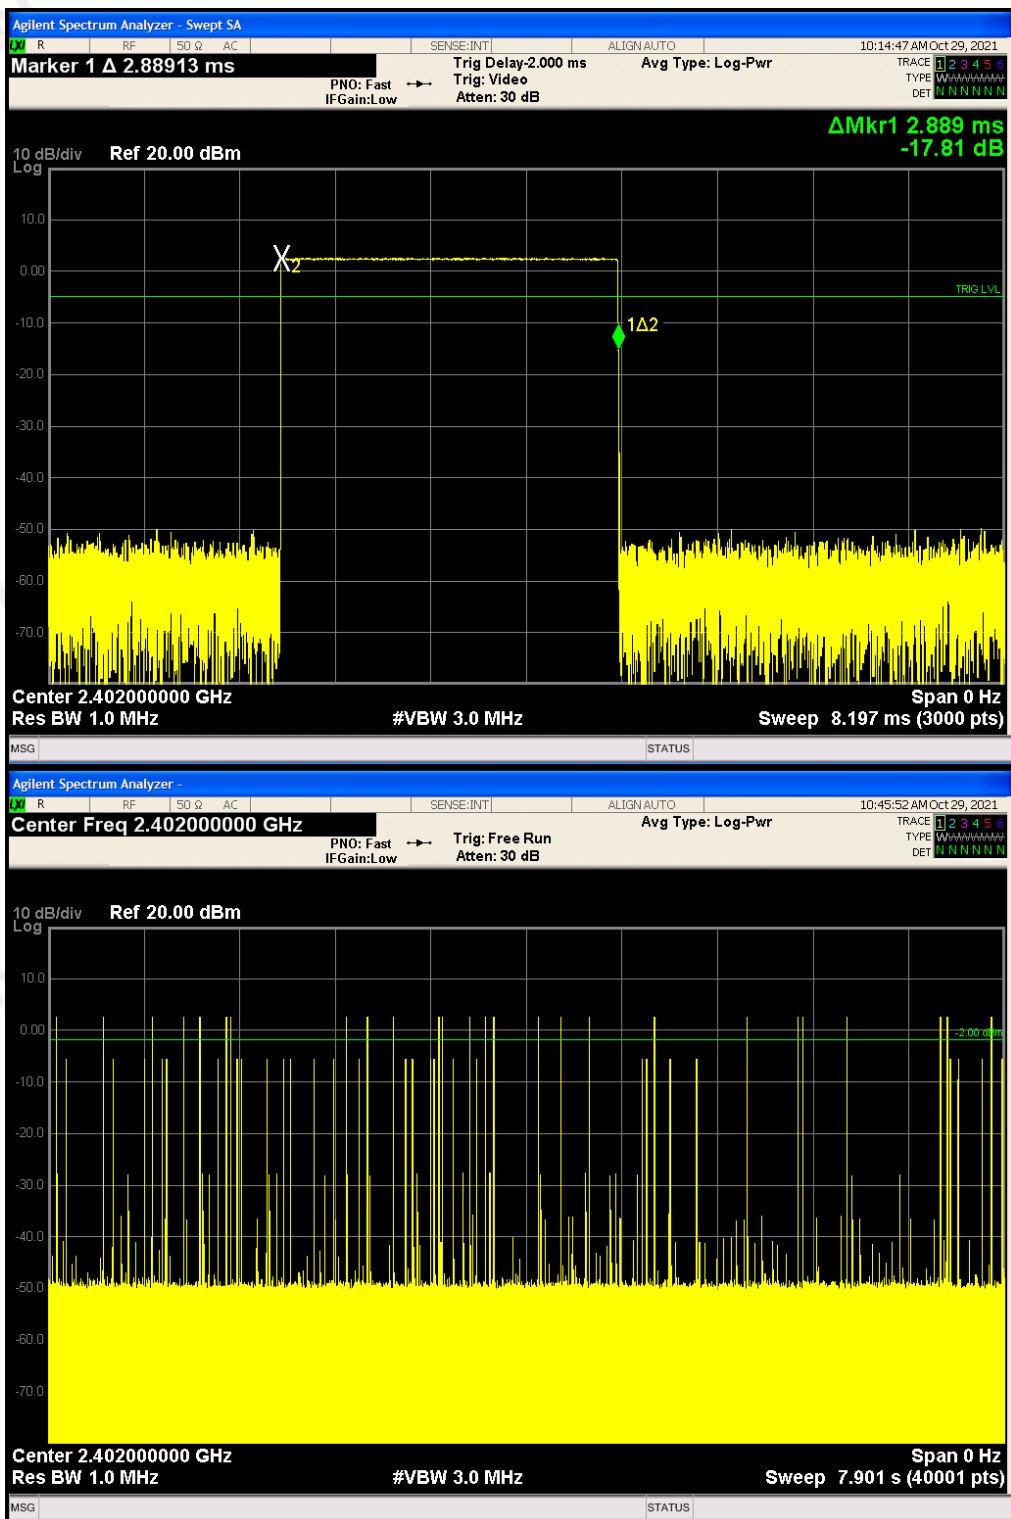 Agilent Spectrum Analyzer - Swept SA
LXI R RF 50 Ω AC SENSE:INT ALIGN AUTO 10:14:47 AM Oct 29, 2021
Marker 1 Δ 2.88913 ms
Trig Delay-2.000 ms Avg Type: Log-Pwr TRACE 1 2 3 4 5 6
PNO: Fast Trig: Video TYPE WWWWWW
IFGain:Low Atten: 30 dB DET N N N N N N
ΔMkr1 2.889 ms
-17.81 dB
10 dB/div Ref 20.00 dBm
Log
10.0
X2
0.00
TRIG LVL
-10.0
1Δ2
-20.0
-30.0
-40.0
-50.0
-60.0
-70.0
Center 2.402000000 GHz Span 0 Hz
Res BW 1.0 MHz #VBW 3.0 MHz Sweep 8.197 ms (3000 pts)
MSG STATUS
Agilent Spectrum Analyzer -
LXI R RF 50 Ω AC SENSE:INT ALIGN AUTO 10:45:52 AM Oct 29, 2021
Center Freq 2.402000000 GHz Avg Type: Log-Pwr TRACE 1 2 3 4 5 6
PNO: Fast Trig: Free Run TYPE WWWWWW
IFGain:Low Atten: 30 dB DET N N N N N N
10 dB/div Ref 20.00 dBm
Log
10.0
0.00
-2.00 dBm
-10.0
-20.0
-30.0
-40.0
-50.0
-60.0
-70.0
Center 2.402000000 GHz Span 0 Hz
Res BW 1.0 MHz #VBW 3.0 MHz Sweep 7.901 s (40001 pts)
MSG STATUS